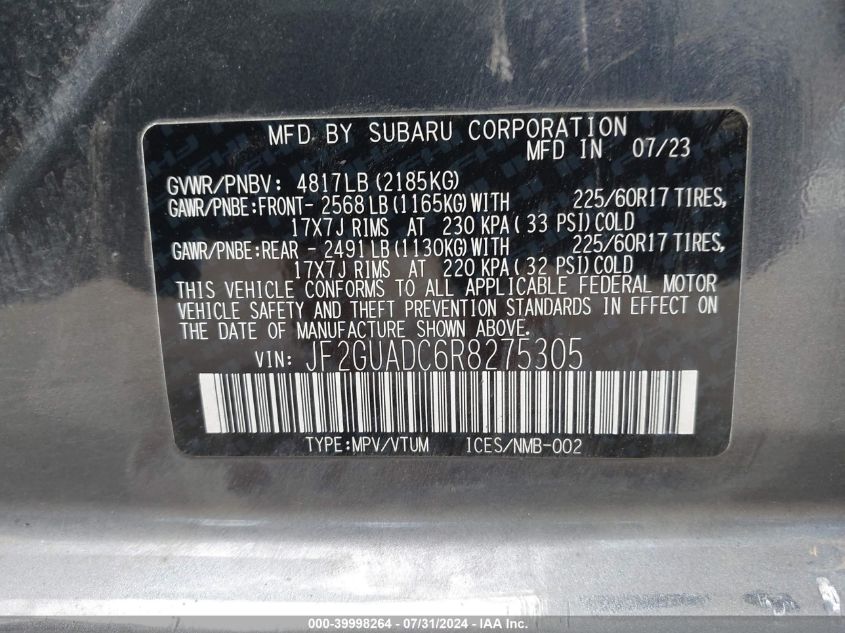 MFD BY SUBARU CORPORATION
MFD IN 07/23
GVWR/PNBV: 4817LB(2185KG)
GAWR/PNBE:FRONT- 2568LB(1165KG)WITH 225/60R17 TIRES,
17X7J RIMS AT 230 KPA(33 PSI)COLD
GAWR/PNBE:REAR - 2491LB(1130KG)WITH 225/60R17 TIRES,
17X7J RIMS AT 220 KPA(32 PSI)COLD
THIS VEHICLE CONFORMS TO ALL APPLICABLE FEDERAL MOTOR
VEHICLE SAFETY AND THEFT PREVENTION STANDARDS IN EFFECT ON
THE DATE OF MANUFACTURE SHOWN ABOVE.
VIN: JF2GUADC6R8275305
TYPE:MPV/VTUM ICES/NMB-002
000-39998264 - 07/31/2024 - IAA Inc.